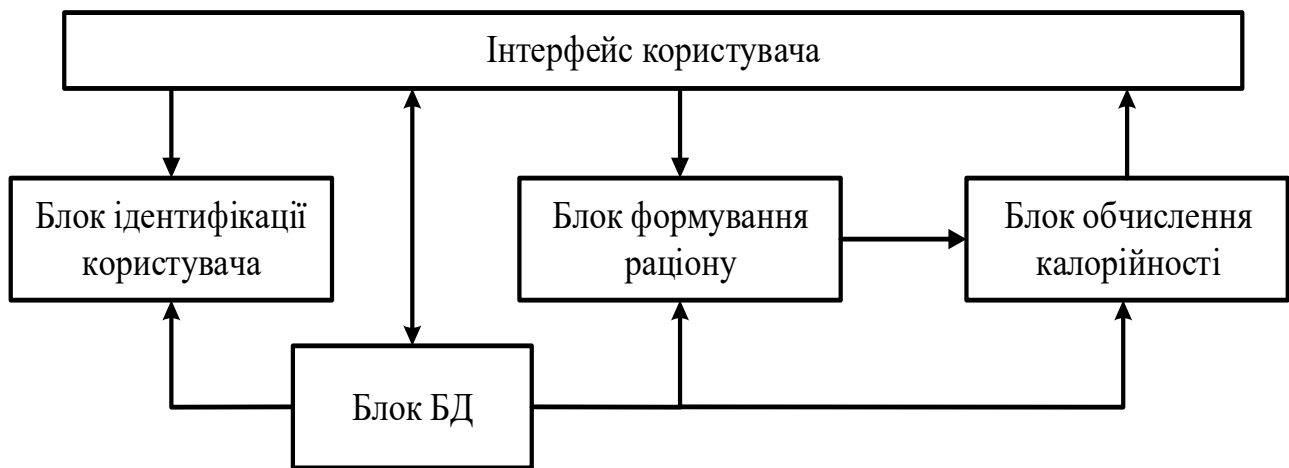 Інтерфейс користувача
Блок ідентифікації
користувача
Блок формування
раціону
Блок обчислення
калорійності
Блок БД